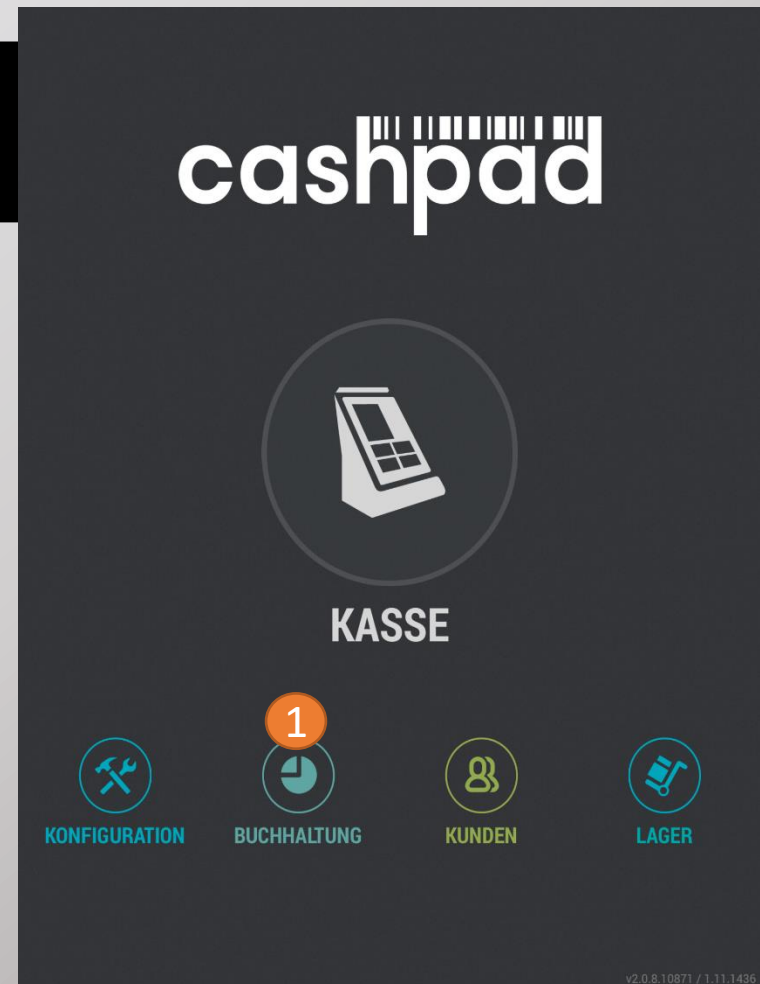 cashpad
KASSE
1
KONFIGURATION
BUCHHALTUNG
KUNDEN
LAGER
v2.0.8.10871 / 1.11.1436